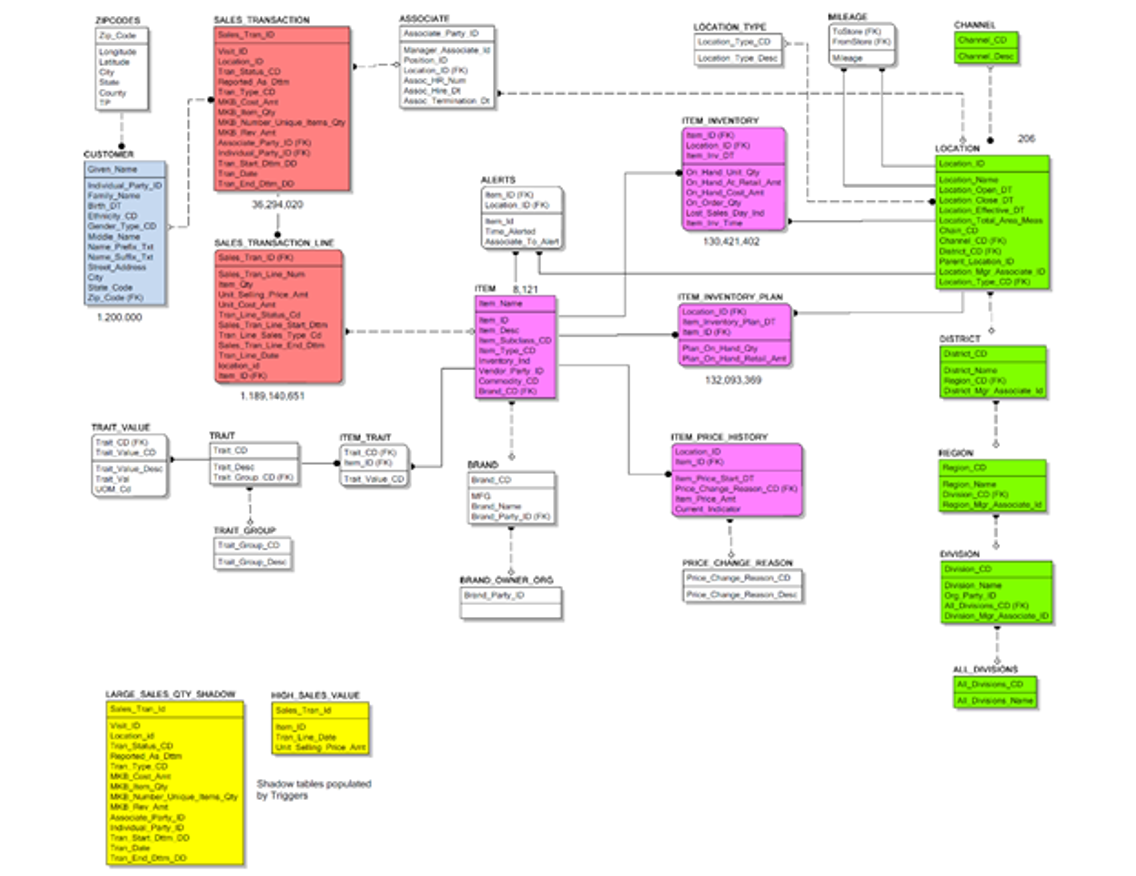 ZIPCODES
Zip_Code
Longitude
Latitude
City
State
County
TP
SALES_TRANSACTION
Sales_Tran_ID
Visit_ID
Location_ID
Tran_Status_CD
Reported_As_Dttm
Tran_Type_CD
MKB_Cost_Amt
MKB_Item_Qty
MKB_Number_Unique_Items_Qty
MKB_Rev_Amt
Associate_Party_ID (FK)
Individual_Party_ID (FK)
Tran_Start_Dttm_DD
Tran_Date
Tran_End_Dttm_DD
36,294,020
ASSOCIATE
Associate_Party_ID
Manager_Associate_Id
Position_ID
Location_ID (FK)
Assoc_HR_Num
Assoc_Hire_Dt
Assoc_Termination_Dt
LOCATION_TYPE
Location_Type_CD
Location_Type_Desc
MILEAGE
ToStore (FK)
FromStore (FK)
Mileage
CHANNEL
Channel_CD
Channel_Desc
CUSTOMER
Given_Name
Individual_Party_ID
Family_Name
Birth_DT
Ethnicity_CD
Gender_Type_CD
Middle_Name
Name_Prefix_Txt
Name_Suffix_Txt
Street_Address
City
State_Code
Zip_Code (FK)
1.200.000
ITEM_INVENTORY
Item_ID (FK)
Location_ID (FK)
Item_Inv_DT
On_Hand_Unit_Qty
On_Hand_At_Retail_Amt
On_Hand_Cost_Amt
On_Order_Qty
Lost_Sales_Day_Ind
Item_Inv_Time
130,421,402
206
LOCATION
Location_ID
Location_Name
Location_Open_DT
Location_Close_DT
Location_Effective_DT
Location_Total_Area_Meas
Chain_CD
Channel_CD (FK)
District_CD (FK)
Parent_Location_ID
Location_Mgr_Associate_ID
Location_Type_CD (FK)
ALERTS
Item_ID (FK)
Location_ID (FK)
Item_Id
Time_Alerted
Associate_To_Alert
SALES_TRANSACTION_LINE
Sales_Tran_ID (FK)
Sales_Tran_Line_Num
Item_Qty
Unit_Selling_Price_Amt
Unit_Cost_Amt
Tran_Line_Status_Cd
Sales_Tran_Line_Start_Dttm
Tran_Line_Sales_Type_Cd
Sales_Tran_Line_End_Dttm
Tran_Line_Date
location_id
Item_ID (FK)
1.189,140,651
ITEM
8,121
Item_Name
Item_ID
Item_Desc
Item_Subclass_CD
Item_Type_CD
Inventory_Ind
Vendor_Party_ID
Commodity_CD
Brand_CD (FK)
ITEM_INVENTORY_PLAN
Location_ID (FK)
Item_Inventory_Plan_DT
Item_ID (FK)
Plan_On_Hand_Qty
Plan_On_Hand_Retail_Amt
132,093,369
DISTRICT
District_CD
District_Name
Region_CD (FK)
District_Mgr_Associate_Id
TRAIT_VALUE
Trait_CD (FK)
Trait_Value_CD
Trait_Value_Desc
Trait_Val
UOM_Cd
TRAIT
Trait_CD
Trait_Desc
Trait_Group_CD (FK)
ITEM_TRAIT
Trait_CD (FK)
Item_ID (FK)
Trait_Value_CD
BRAND
Brand_CD
MFG
Brand_Name
Brand_Party_ID (FK)
ITEM_PRICE_HISTORY
Location_ID
Item_ID (FK)
Item_Price_Start_DT
Price_Change_Reason_CD (FK)
Item_Price_Amt
Current_Indicator
REGION
Region_CD
Region_Name
Division_CD (FK)
Region_Mgr_Associate_Id
TRAIT_GROUP
Trait_Group_CD
Trait_Group_Desc
BRAND_OWNER_ORG
Brand_Party_ID
PRICE_CHANGE_REASON
Price_Change_Reason_CD
Price_Change_Reason_Desc
DIVISION
Division_CD
Division_Name
Org_Party_ID
All_Divisions_CD (FK)
Division_Mgr_Associate_ID
ALL_DIVISIONS
All_Divisions_CD
All_Divisions_Name
LARGE_SALES_QTY_SHADOW
Sales_Tran_Id
Visit_ID
Location_id
Tran_Status_CD
Reported_As_Dttm
Tran_Type_CD
MKB_Cost_Amt
MKB_Item_Qty
MKB_Number_Unique_Items_Qty
MKB_Rev_Amt
Associate_Party_ID
Individual_Party_ID
Tran_Start_Dttm_DD
Tran_Date
Tran_End_Dttm_DD
HIGH_SALES_VALUE
Sales_Tran_Id
Item_ID
Tran_Line_Date
Unit_Selling_Price_Amt
Shadow tables populated
by Triggers